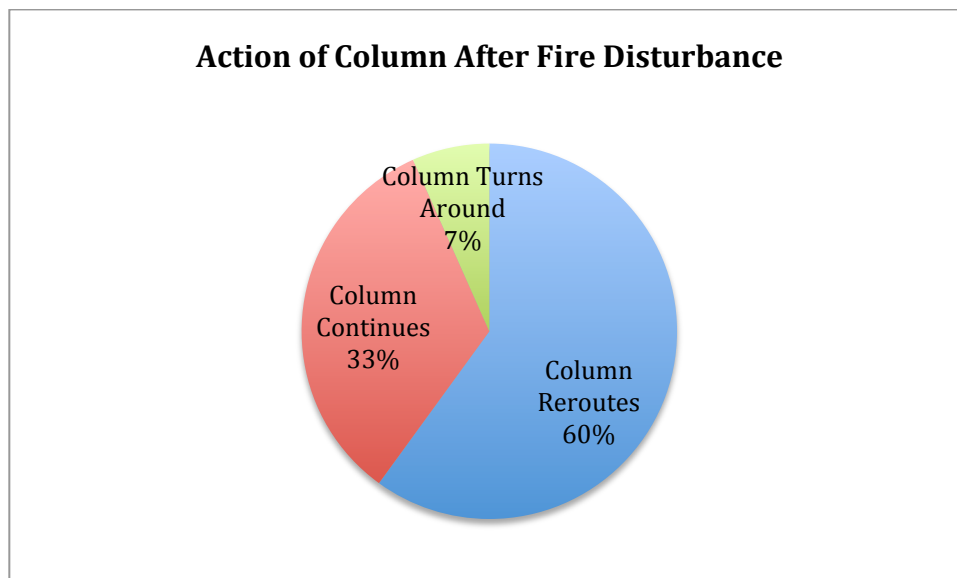 Action of Column After Fire Disturbance
Column Turns
Around
7%
Column
Continues
33%
Column
Reroutes
60%